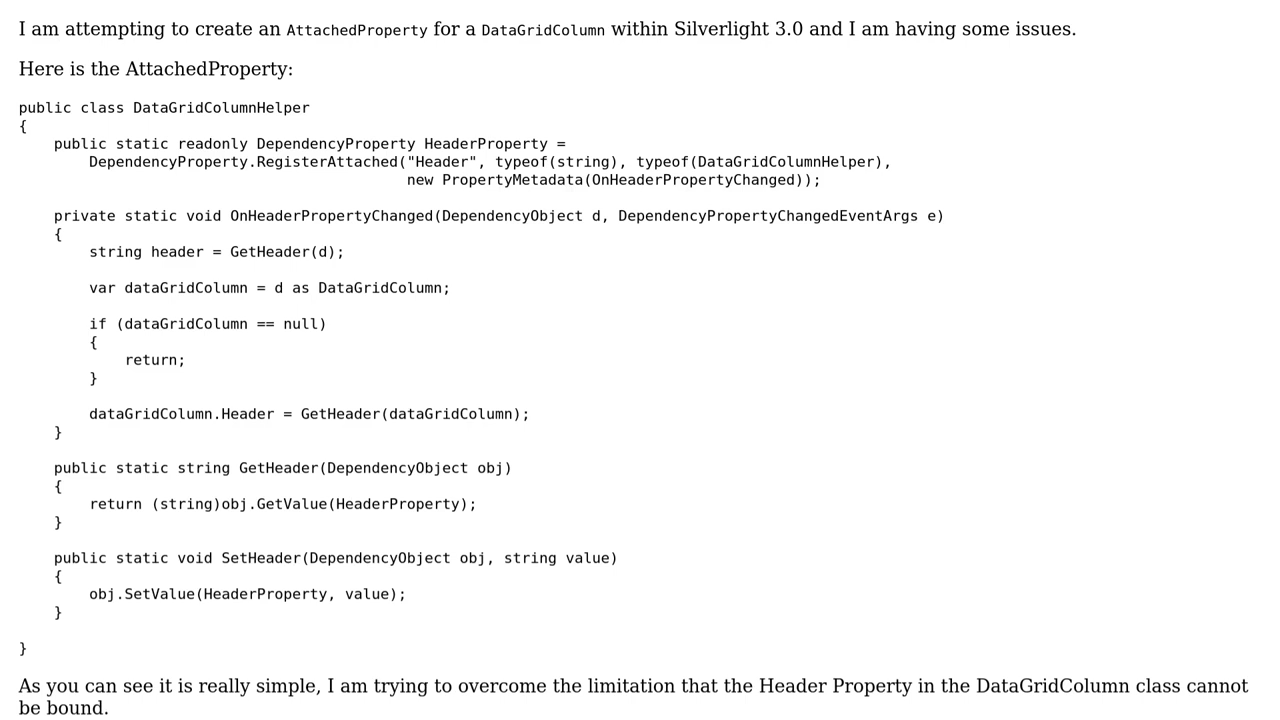 I am attempting to create an AttachedProperty for a DataGridColumn within Silverlight 3.0 and I am having some issues.
Here is the AttachedProperty:
public class DataGridColumnHelper
{
    public static readonly DependencyProperty HeaderProperty =
        DependencyProperty.RegisterAttached("Header", typeof(string), typeof(DataGridColumnHelper),
                                            new PropertyMetadata(OnHeaderPropertyChanged));
    private static void OnHeaderPropertyChanged(DependencyObject d, DependencyPropertyChangedEventArgs e)
    {
        string header = GetHeader(d);
        var dataGridColumn = d as DataGridColumn;
        if (dataGridColumn == null)
        {
            return;
        }
        dataGridColumn.Header = GetHeader(dataGridColumn);
    }
    public static string GetHeader(DependencyObject obj)
    {
        return (string)obj.GetValue(HeaderProperty);
    }
    public static void SetHeader(DependencyObject obj, string value)
    {
        obj.SetValue(HeaderProperty, value);
    }
}
As you can see it is really simple, I am trying to overcome the limitation that the Header Property in the DataGridColumn class cannot
be bound.